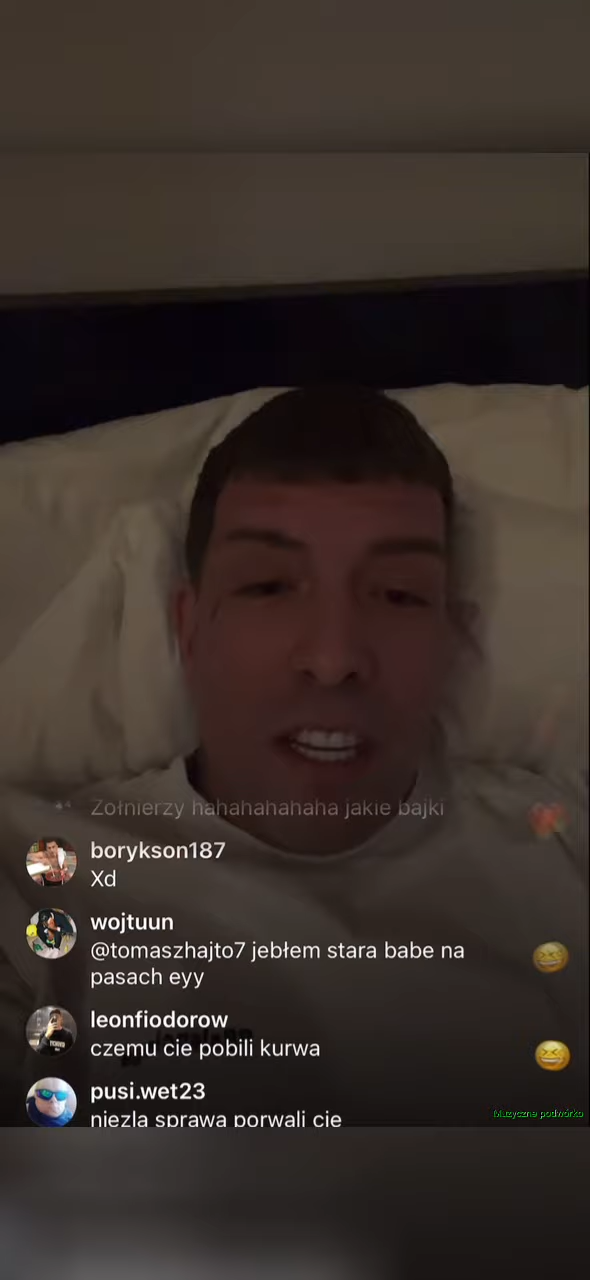 Żołnierzy hahahahahaha jakie bajki
borykson187
Xd
wojtuun
@tomaszhajto7 jebłem stara babe na
pasach eyy
leonfiodorow
czemu cie pobili kurwa
Muzyczne podwórko
pusi.wet23
niezla sprawa porwali cie